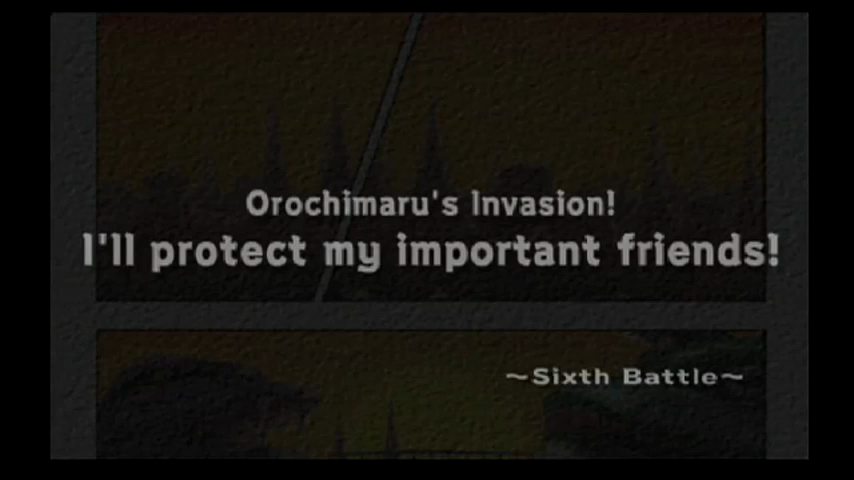 Orochimaru's Invasion!
I'll protect my important friends!
~Sixth Battle~